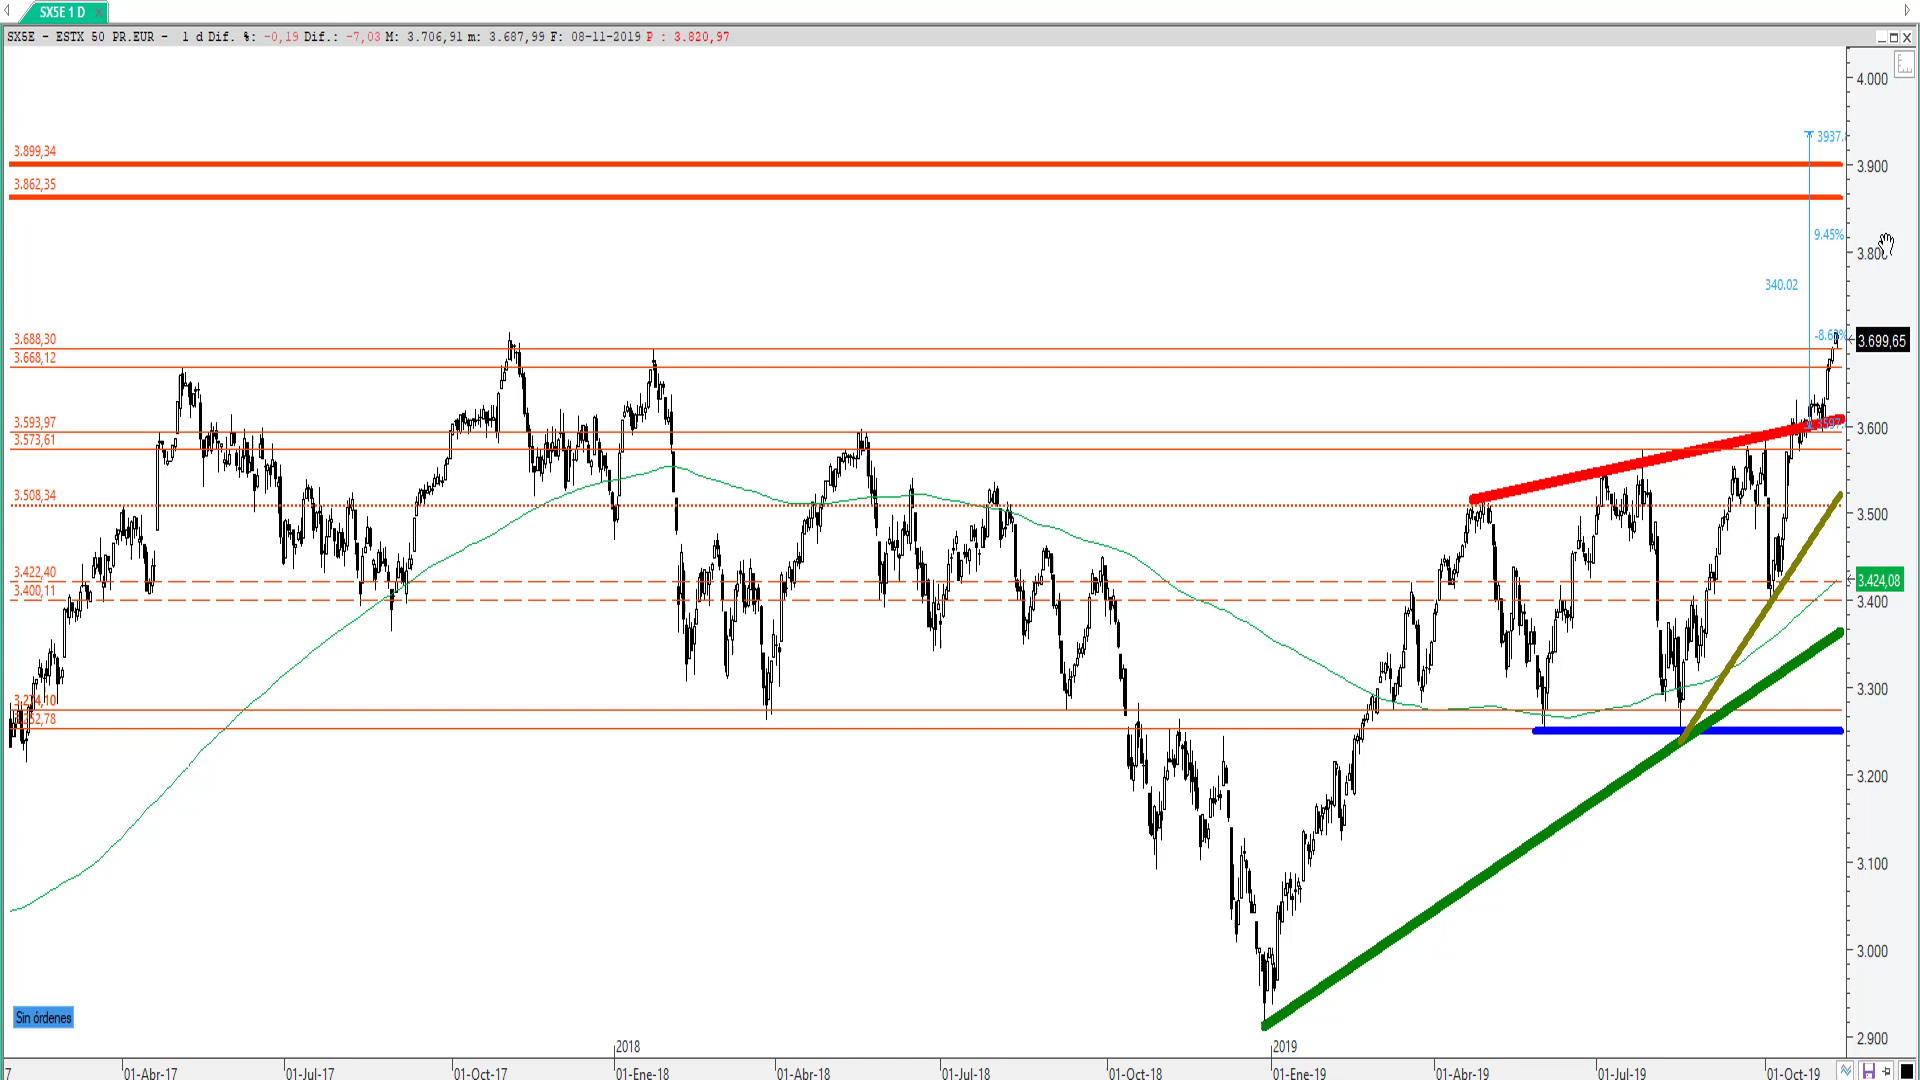 SX5E 1 D
SX5E - ESTX 50 PR.EUR - 1 d Dif. %: -0,19 Dif.: -7,03 M: 3.706,91 m: 3.687,99 F: 08-11-2019 P : 3.820,97
4.000
3937.
3.899,34
3.900
3.862,35
9.45%
340.02
3.688,30
3.699,65
3.668,12
3.593,97
3.600
3.573,61
3.508,34
3.500
3.422,40
3.424,08
3.400,11
3.400
3.300
3.200
3.100
3.000
2.900
Sin órdenes
2018
2019
7
01-Abr-17
01-Jul-17
01-Oct-17
01-Ene-18
01-Abr-18
01-Jul-18
01-Oct-18
01-Ene-19
01-Abr-19
01-Jul-19
01-Oct-19